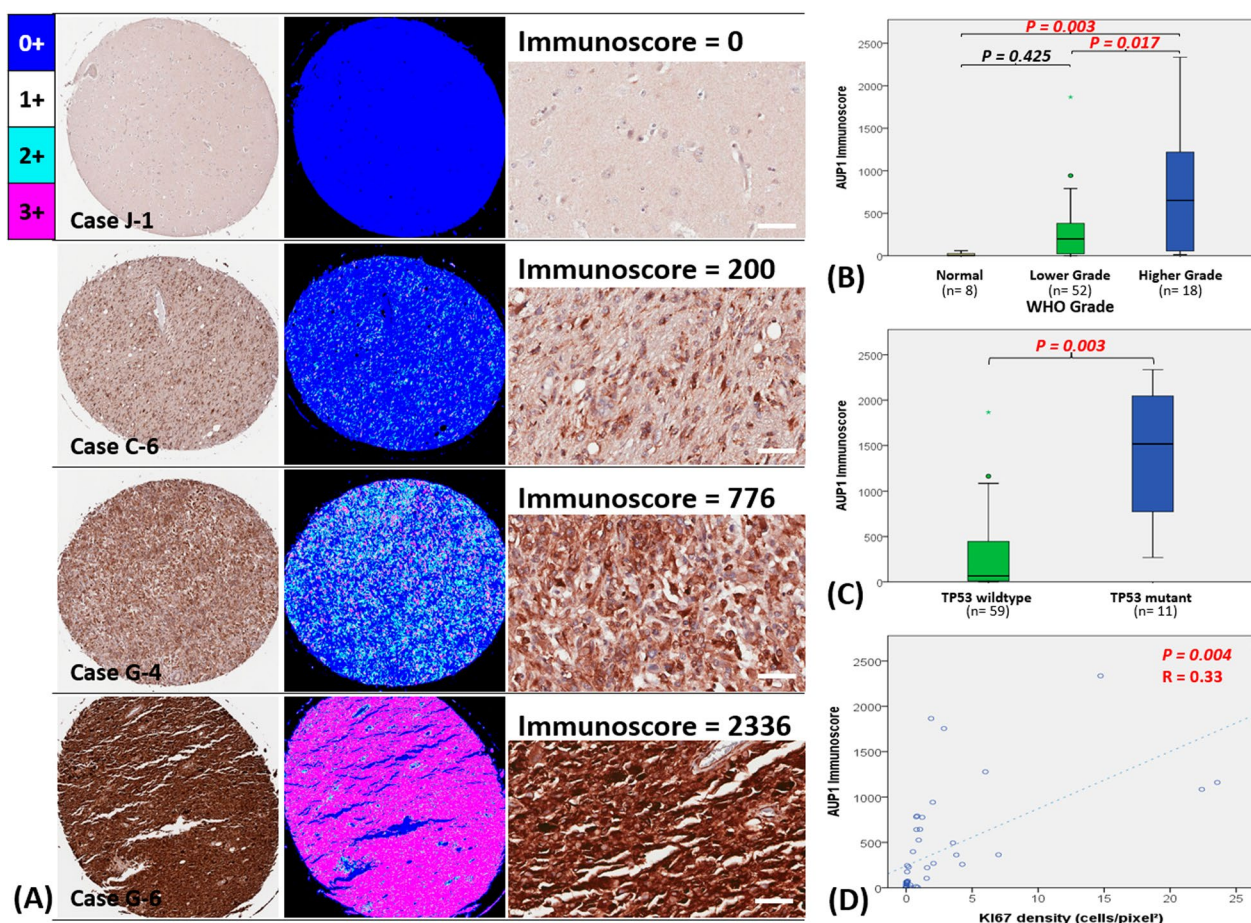 0+
1+
2+
3+
Case J-1
Immunoscore = 0
Case C-6
Immunoscore = 200
Case G-4
Immunoscore = 776
Case G-6
Immunoscore = 2336
(A)
P = 0.003
P = 0.017
P = 0.425
2500
2000
1500
1000
500
0
AUP1 Immunoscore
Normal
(n= 8)
Lower Grade
(n= 52)
Higher Grade
(n= 18)
WHO Grade
(B)
P = 0.003
2500
2000
1500
1000
500
0
AUP1 Immunoscore
TP53 wildtype
(n= 59)
TP53 mutant
(n= 11)
(C)
P = 0.004
R = 0.33
2500
2000
1500
1000
500
0
AUP1 Immunoscore
0
5
10
15
20
25
KI67 density (cells/pixel²)
(D)